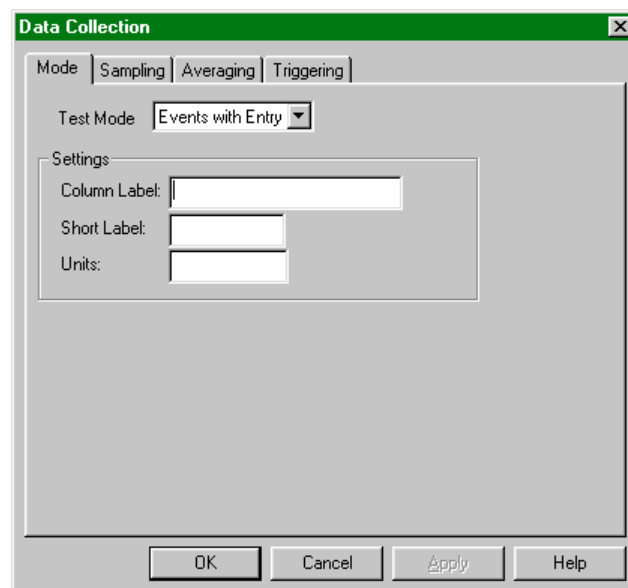 Data Collection
Mode Sampling Averaging Triggering
Test Mode Events with Entry
Settings
Column Label:
Short Label:
Units:
OK Cancel Apply Help